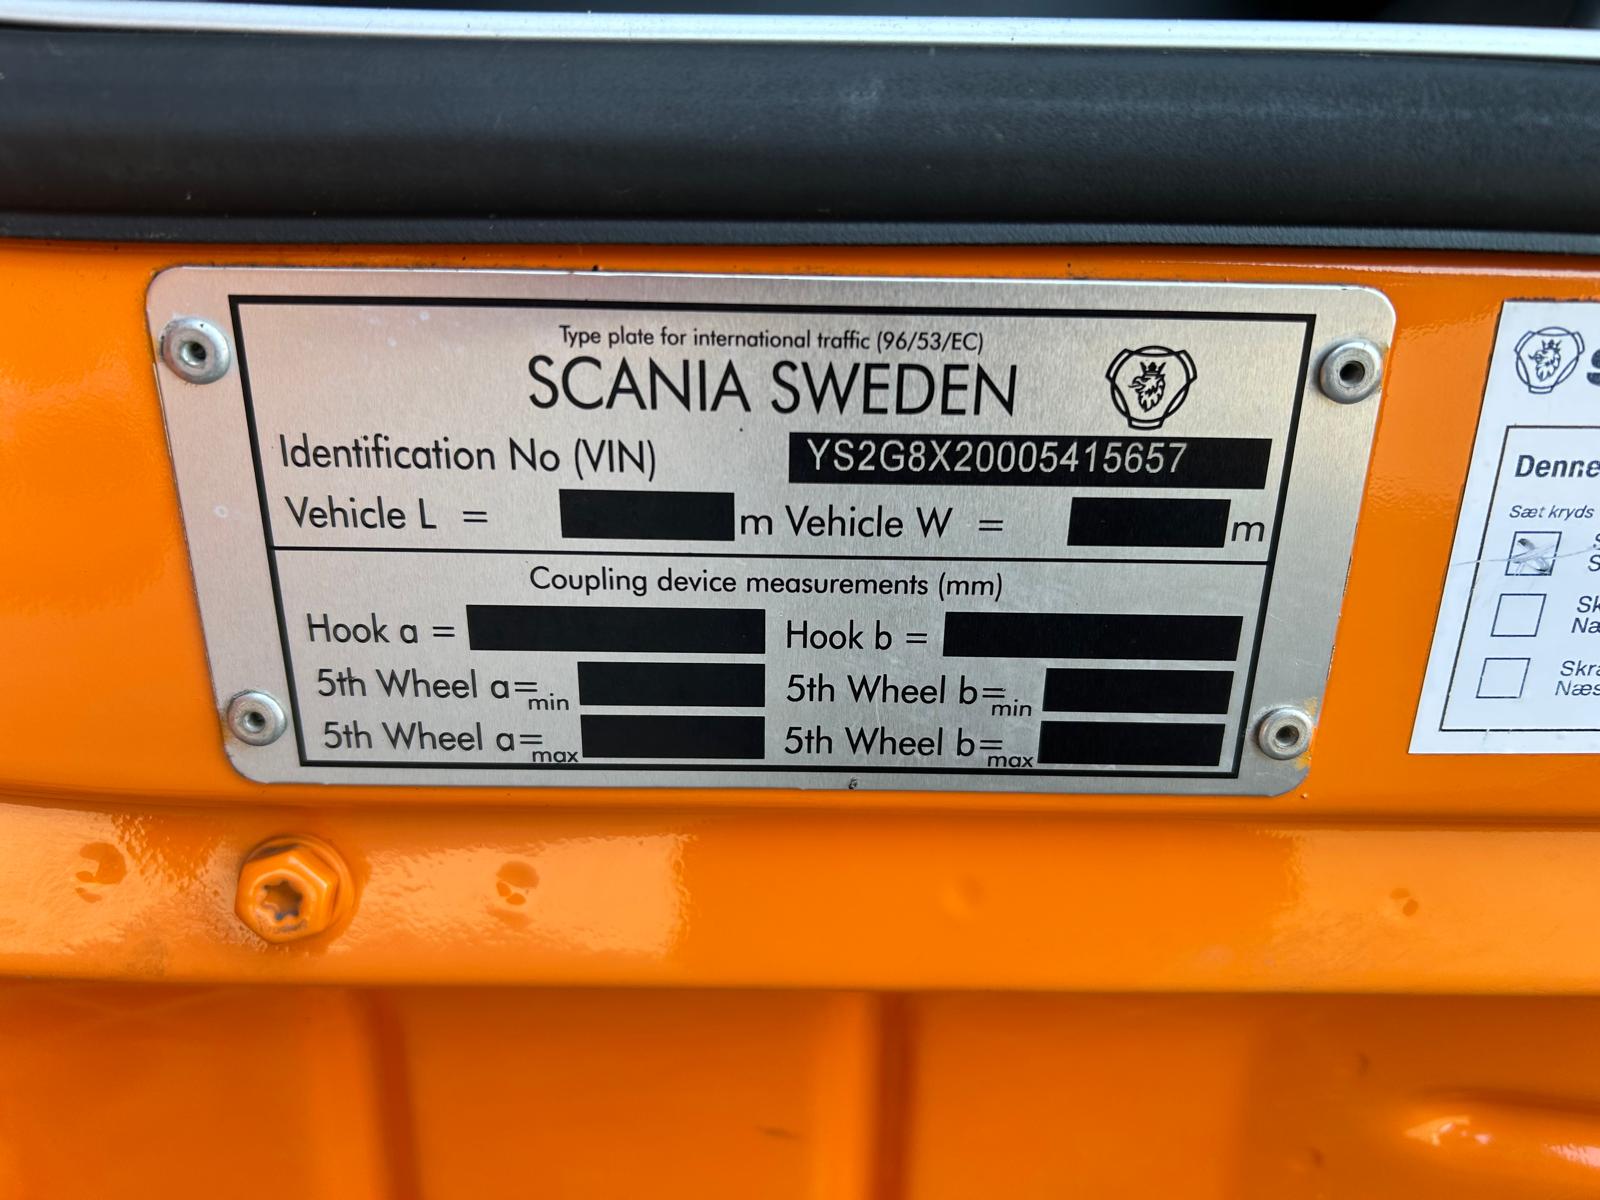 Type plate for international traffic (96/53/EC)
SCANIA SWEDEN
Identification No (VIN) YS2G8X20005415657
Vehicle L = m Vehicle W = m
Coupling device measurements (mm)
Hook a = Hook b =
5th Wheel a=min 5th Wheel b=min
5th Wheel a=max 5th Wheel b=max
Denne
Sæt kryds